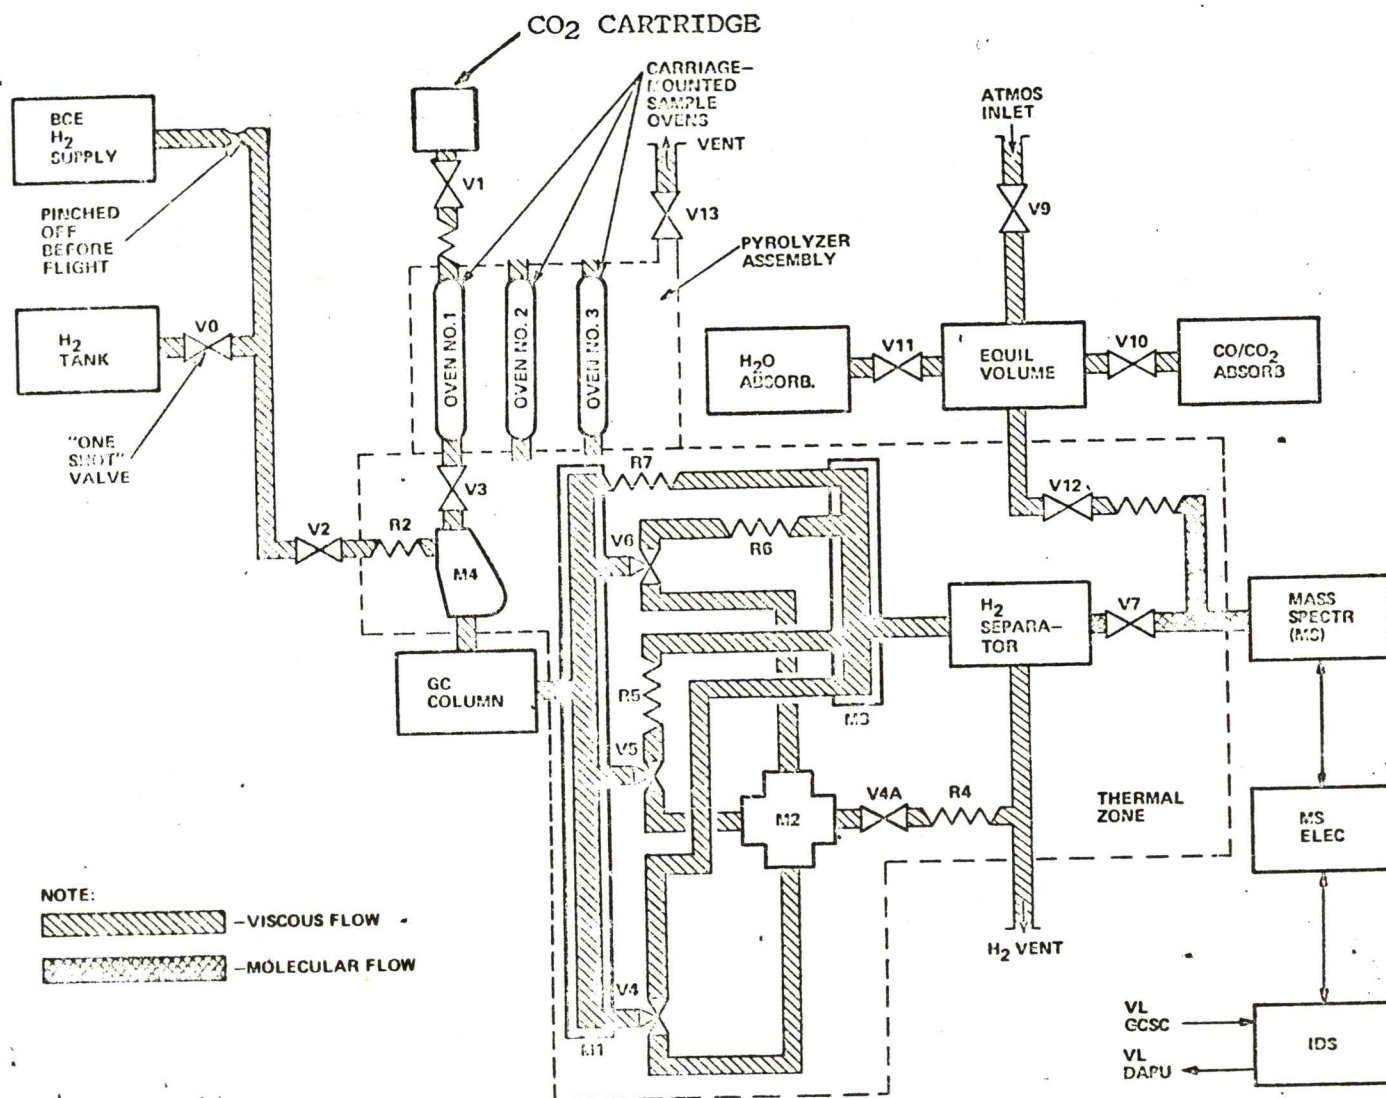 CO2 CARTRIDGE
BCE
H2
SUPPLY
PINCHED
OFF
BEFORE
FLIGHT
H2
TANK
V0
"ONE
SHOT"
VALVE
V1
CARRIAGE-
MOUNTED
SAMPLE
OVENS
VENT
V13
PYROLYZER
ASSEMBLY
OVEN NO.1
OVEN NO. 2
OVEN NO. 3
ATMOS
INLET
V9
H2O
ABSORB.
V11
EQUIL
VOLUME
V10
CO/CO2
ABSORB
V3
V2
R2
M4
GC
COLUMN
R7
V6
R6
R5
V5
M3
M2
V4A
R4
V4
M1
V12
H2
SEPARA-
TOR
V7
MASS
SPECTR
(MS)
THERMAL
ZONE
MS
ELEC
H2 VENT
VL
GCSC
VL
DAPU
IDS
NOTE:
-VISCOUS FLOW
-MOLECULAR FLOW